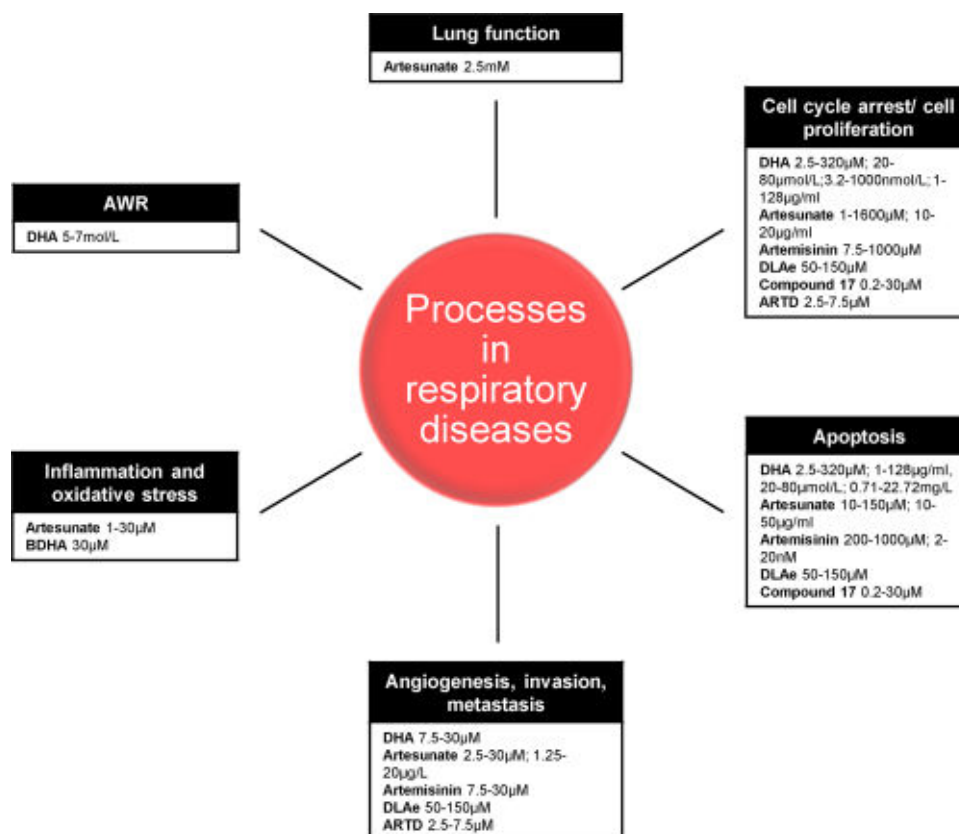 Lung function
Artesunate 2.5mM
Cell cycle arrest/ cell
proliferation
DHA 2.5-320µM; 20-
80µmol/L;3.2-1000nmol/L; 1-
128µg/ml
Artesunate 1-1600µM; 10-
20µg/ml
Artemisinin 7.5-1000µM
DLAe 50-150µM
Compound 17 0.2-30µM
ARTD 2.5-7.5µM
AWR
DHA 5-7mol/L
Processes
in
respiratory
diseases
Apoptosis
DHA 2.5-320µM; 1-128µg/ml,
20-80µmol/L; 0.71-22.72mg/L
Artesunate 10-150µM; 10-
50µg/ml
Artemisinin 200-1000µM; 2-
20nM
DLAe 50-150µM
Compound 17 0.2-30µM
Inflammation and
oxidative stress
Artesunate 1-30µM
BDHA 30µM
Angiogenesis, invasion,
metastasis
DHA 7.5-30µM
Artesunate 2.5-30µM; 1.25-
20µg/L
Artemisinin 7.5-30µM
DLAe 50-150µM
ARTD 2.5-7.5µM